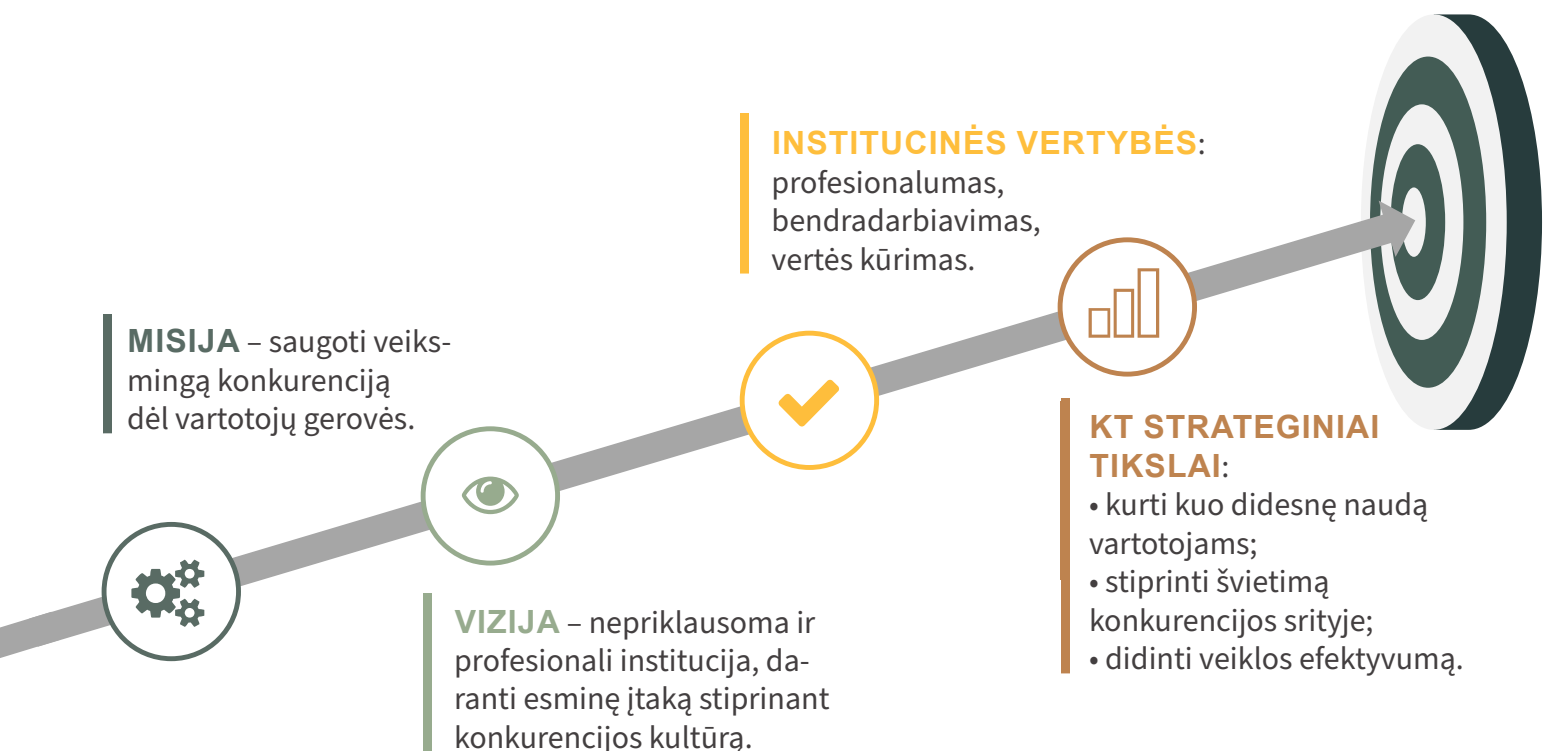 MISIJA – saugoti veiks-
mingą konkurenciją
dėl vartotojų gerovės.
VIZIJA – nepriklausoma ir
profesionali institucija, da-
ranti esminę įtaką stiprinant
konkurencijos kultūrą.
INSTITUCINĖS VERTYBĖS:
profesionalumas,
bendradarbiavimas,
vertės kūrimas.
KT STRATEGINIAI
TIKSLAI:
• kurti kuo didesnę naudą
vartotojams;
• stiprinti švietimą
konkurencijos srityje;
• didinti veiklos efektyvumą.